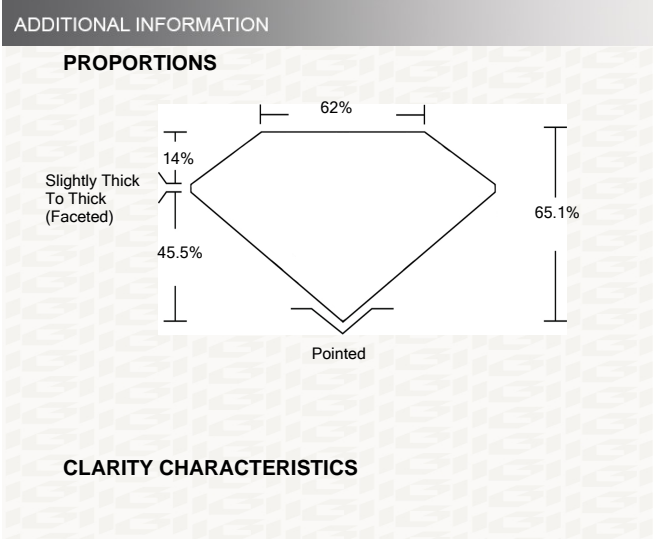 ADDITIONAL INFORMATION
PROPORTIONS
62%
14%
Slightly Thick
To Thick
(Faceted)
65.1%
45.5%
Pointed
CLARITY CHARACTERISTICS